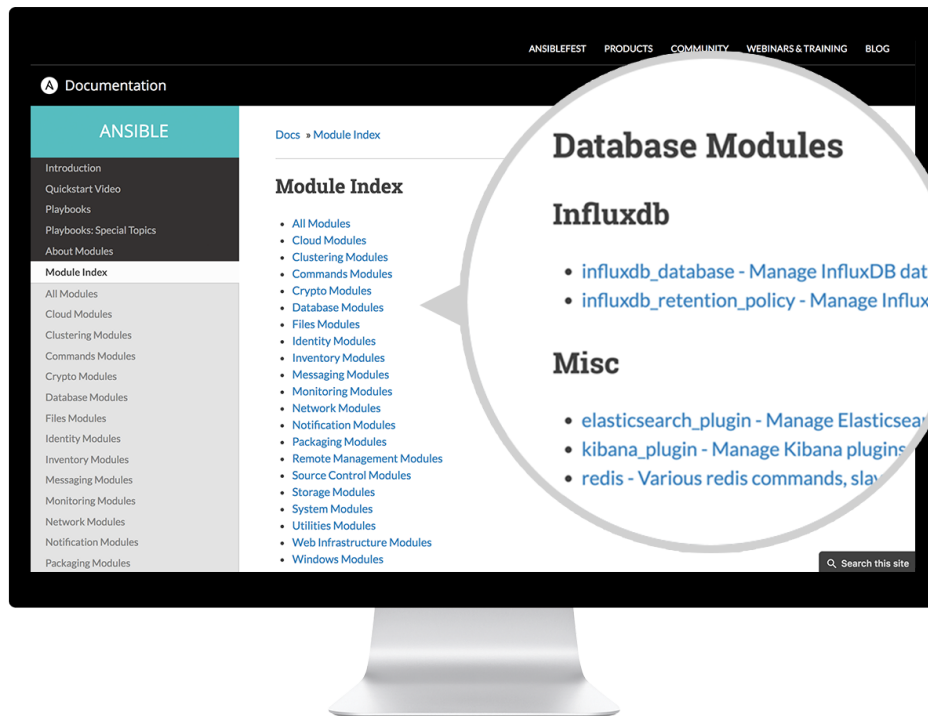 ANSIBLEFEST PRODUCTS COMMUNITY WEBINARS & TRAINING BLOG
Documentation
ANSIBLE
Introduction
Quickstart Video
Playbooks
Playbooks: Special Topics
About Modules
Module Index
All Modules
Cloud Modules
Clustering Modules
Commands Modules
Crypto Modules
Database Modules
Files Modules
Identity Modules
Inventory Modules
Messaging Modules
Monitoring Modules
Network Modules
Notification Modules
Packaging Modules
Docs » Module Index
Module Index
• All Modules
• Cloud Modules
• Clustering Modules
• Commands Modules
• Crypto Modules
• Database Modules
• Files Modules
• Identity Modules
• Inventory Modules
• Messaging Modules
• Monitoring Modules
• Network Modules
• Notification Modules
• Packaging Modules
• Remote Management Modules
• Source Control Modules
• Storage Modules
• System Modules
• Utilities Modules
• Web Infrastructure Modules
• Windows Modules
Database Modules
Influxdb
• influxdb_database - Manage InfluxDB dat
• influxdb_retention_policy - Manage Influx
Misc
• elasticsearch_plugin - Manage Elasticsear
• kibana_plugin - Manage Kibana plugins
• redis - Various redis commands, slav
Search this site